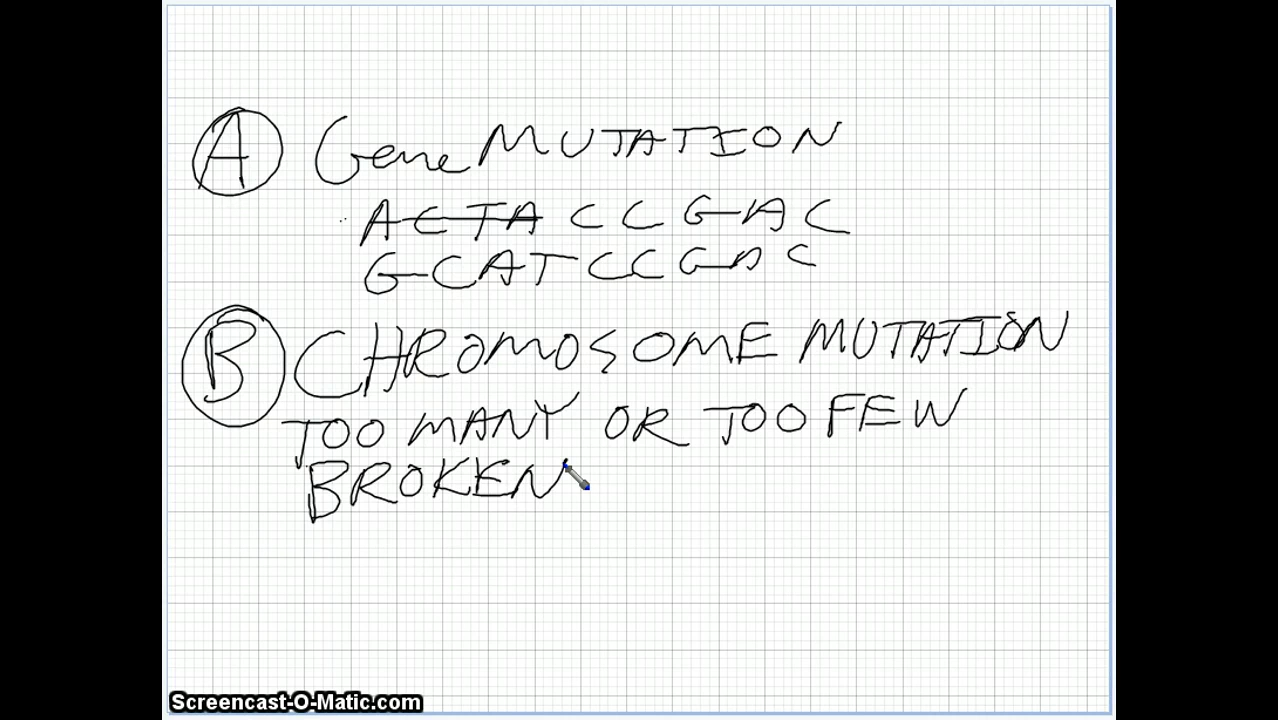 A Gene MUTATION
ACTA CCGAC
GCATCCGAC
B CHROMOSOME MUTATION
TOO MANY OR TOO FEW
BROKEN
Screencast-O-Matic.com